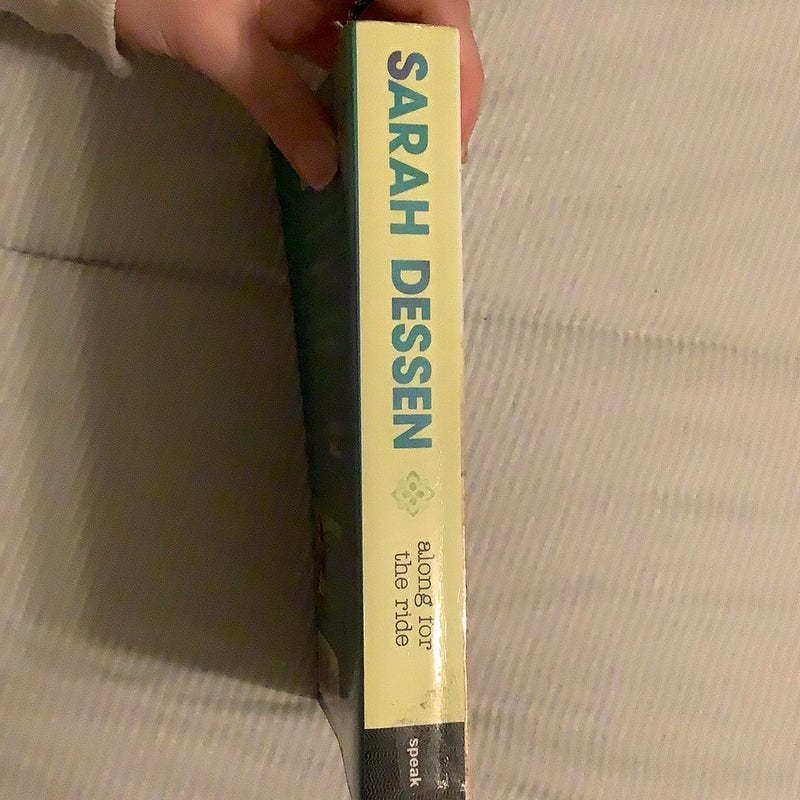 SARAH DESSEN
along for
the ride
speak